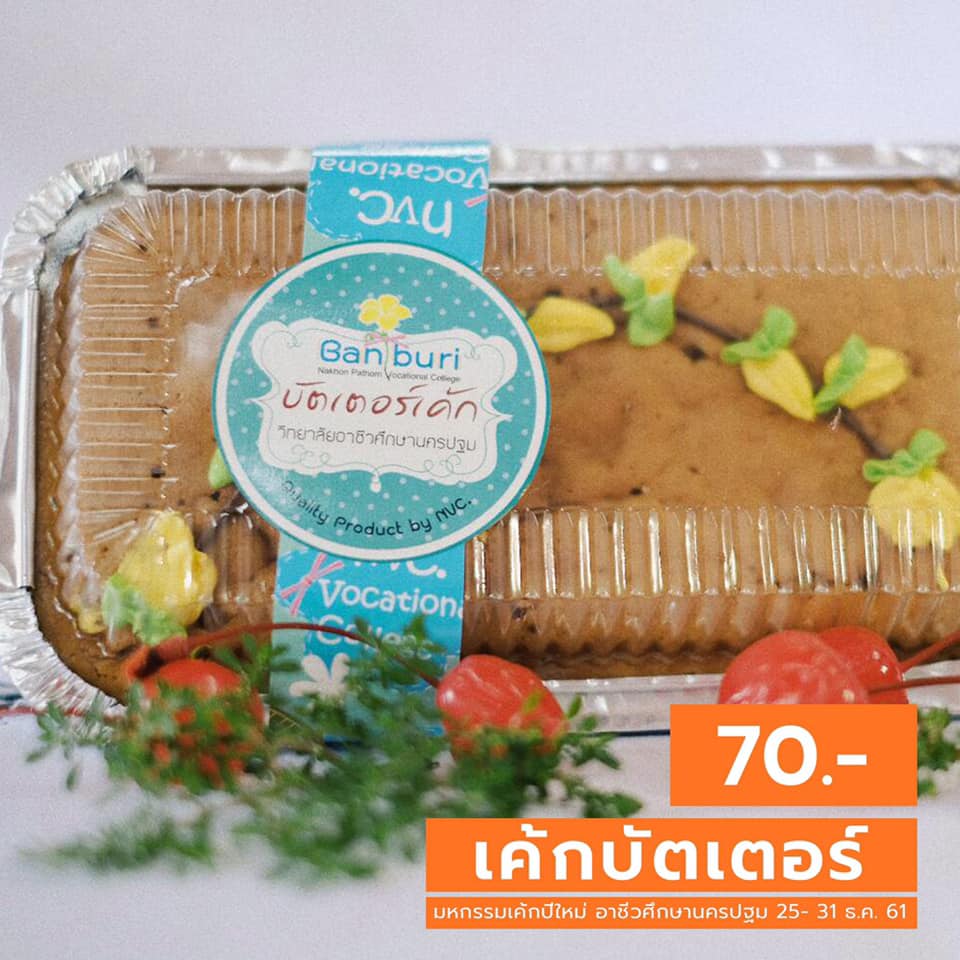 Vocational
nvc.
Banburi
Nakhon Pathom Vocational College
บัตเตอร์เค้ก
วิทยาลัยอาชีวศึกษานครปฐม
Quality Product by NVC.
nvc.
Vocational
College
70.-
เค้กบัตเตอร์
มหกรรมเค้กปีใหม่ อาชีวศึกษานครปฐม 25- 31 ธ.ค. 61